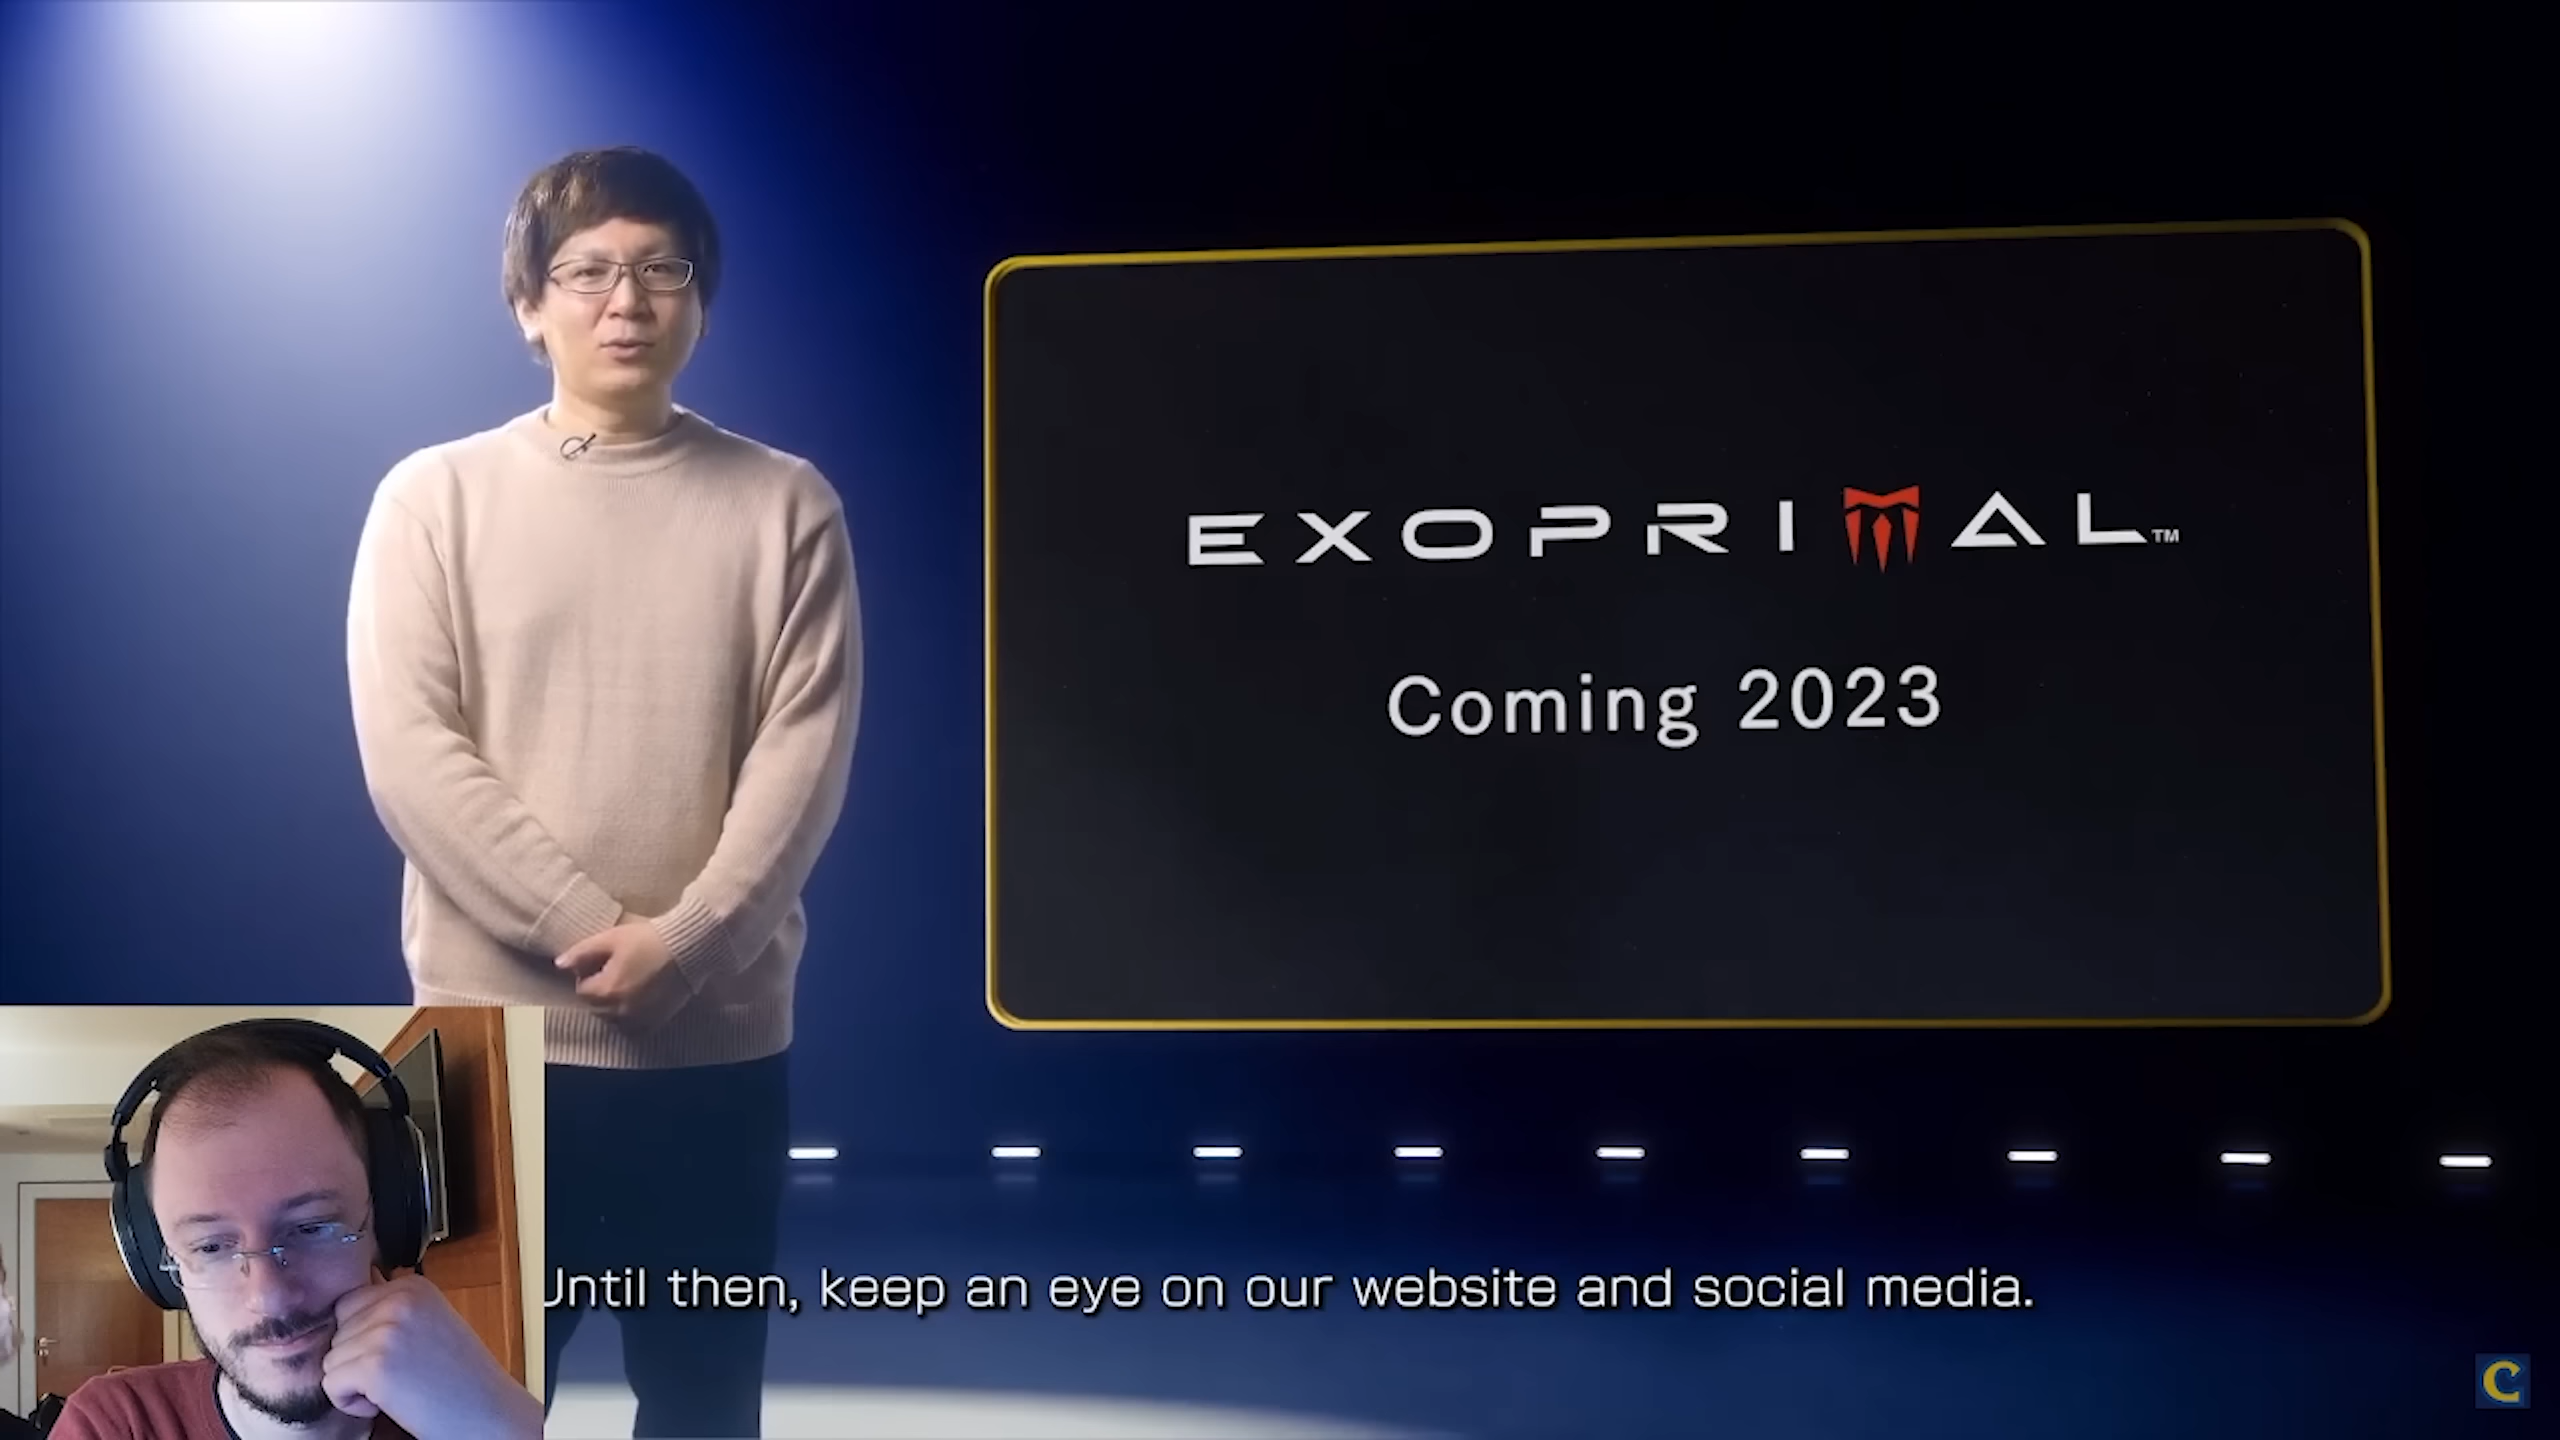 EXOPRIMAL™
Coming 2023
Until then, keep an eye on our website and social media.
C